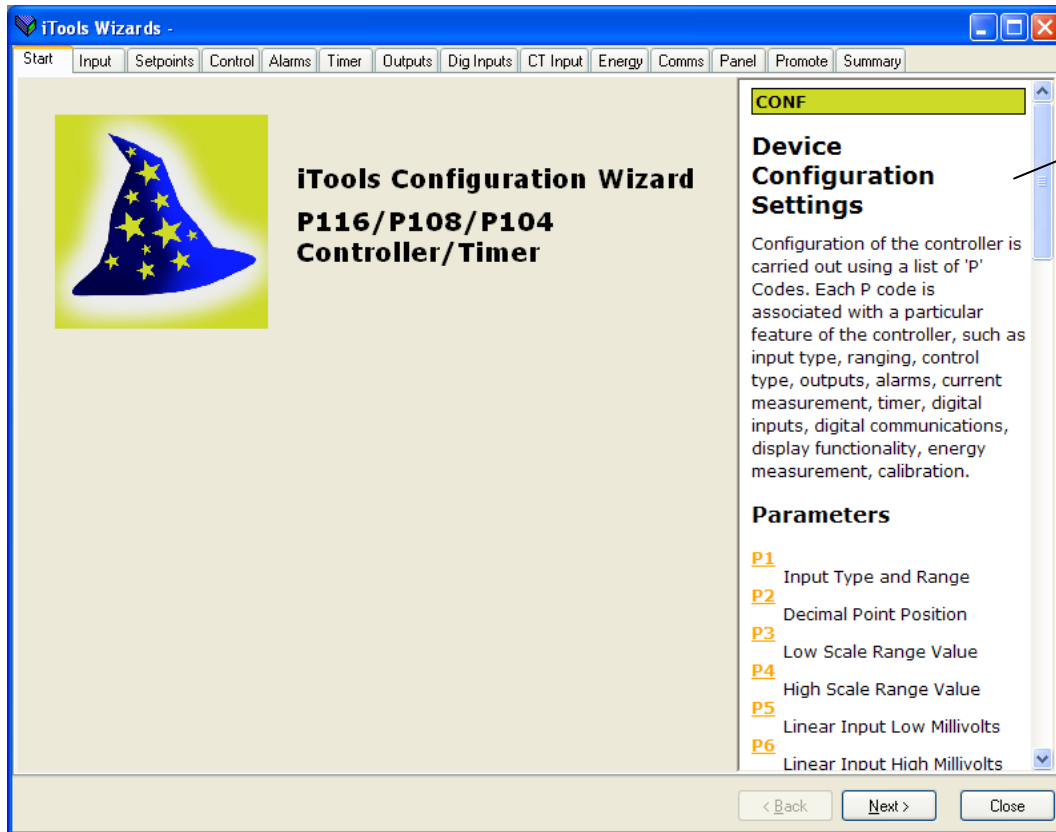 iTools Wizards -
Start Input Setpoints Control Alarms Timer Outputs Dig Inputs CT Input Energy Comms Panel Promote Summary
iTools Configuration Wizard
P116/P108/P104
Controller/Timer
CONF
Device
Configuration
Settings
Configuration of the controller is
carried out using a list of 'P'
Codes. Each P code is
associated with a particular
feature of the controller, such as
input type, ranging, control
type, outputs, alarms, current
measurement, timer, digital
inputs, digital communications,
display functionality, energy
measurement, calibration.
Parameters
P1
Input Type and Range
P2
Decimal Point Position
P3
Low Scale Range Value
P4
High Scale Range Value
P5
Linear Input Low Millivolts
P6
Linear Input High Millivolts
< Back Next > Close